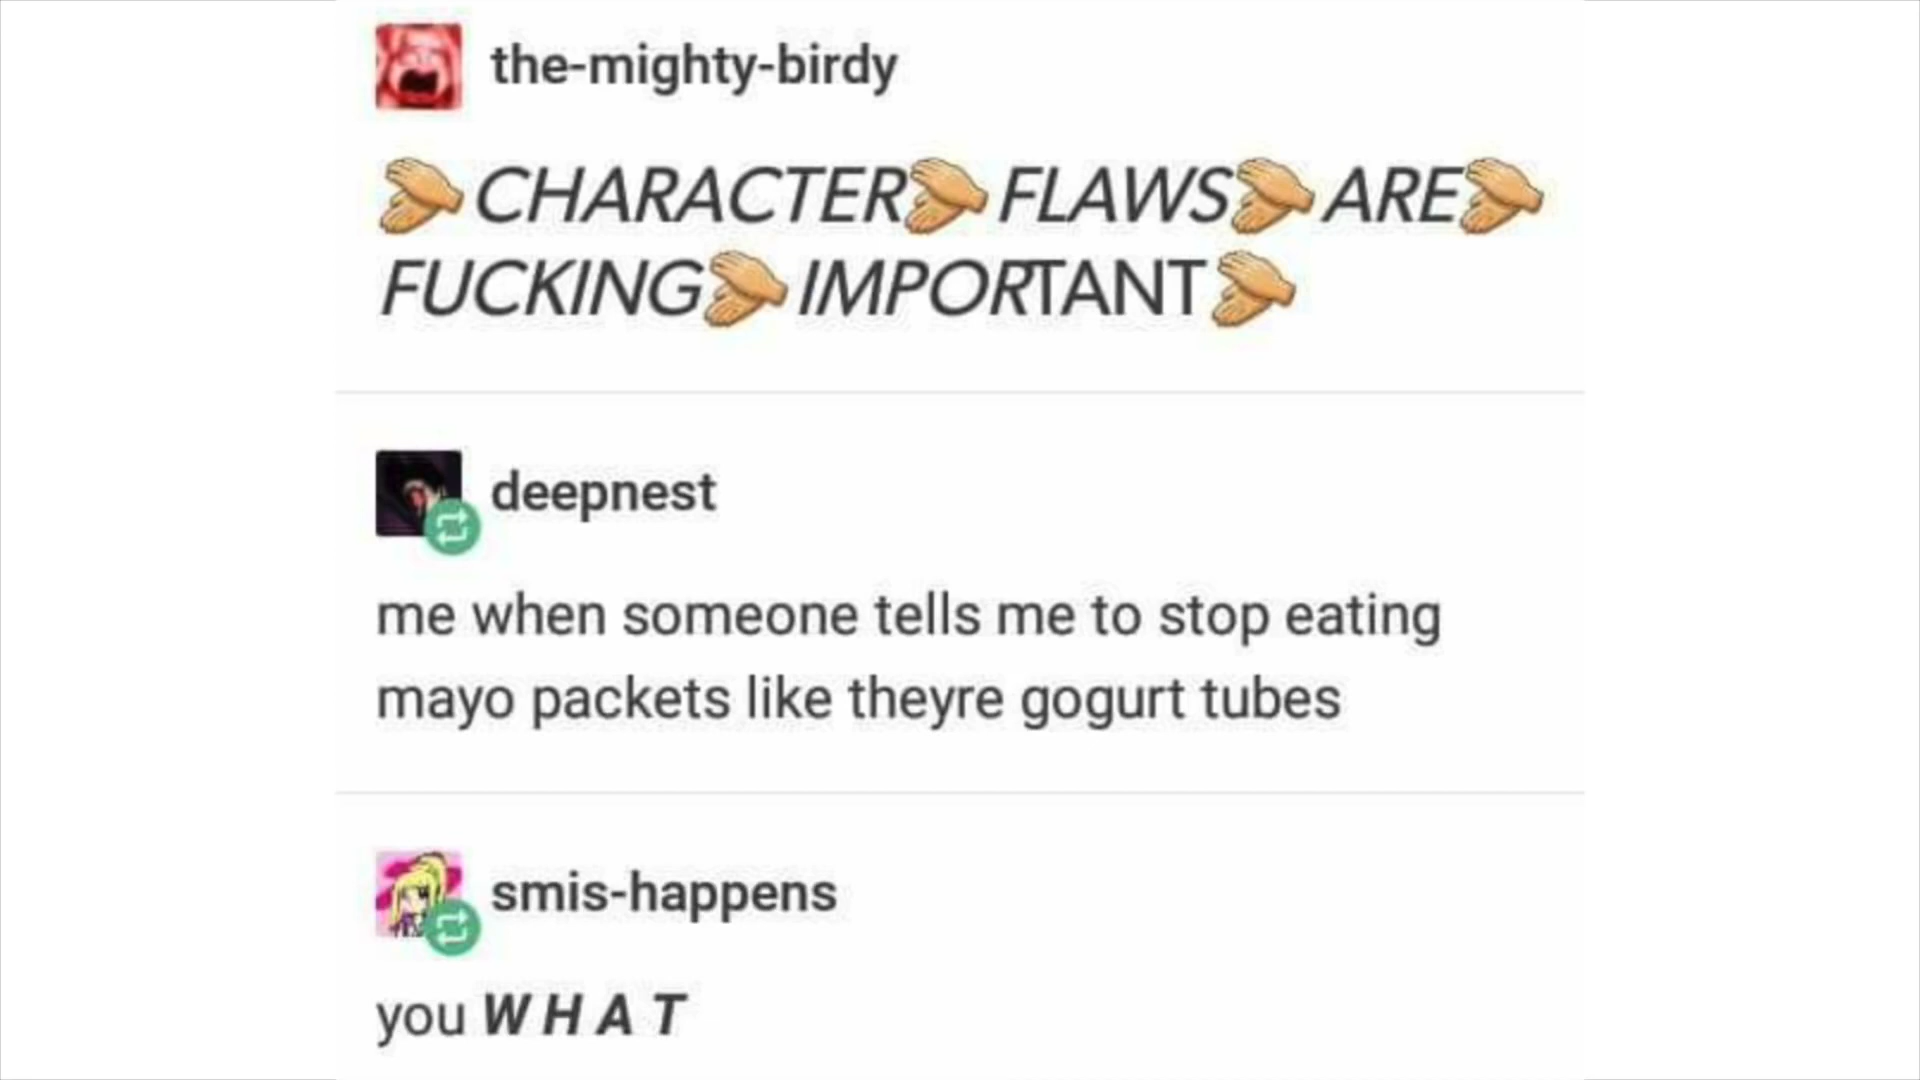 the-mighty-birdy
👏CHARACTER👏FLAWS👏ARE👏
FUCKING👏IMPORTANT👏
deepnest
me when someone tells me to stop eating
mayo packets like theyre gogurt tubes
smis-happens
you W H A T